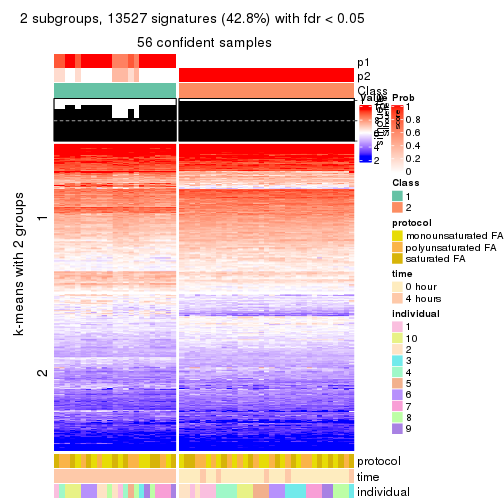 2 subgroups, 13527 signatures (42.8%) with fdr < 0.05
56 confident samples
p1
p2
Class
k-means with 2 groups
1
2
Value
2
Prob
1
0.8
0.6
0.4
0.2
0
Class
1
2
protocol
monounsaturated FA
polyunsaturated FA
saturated FA
time
0 hour
4 hours
individual
1
10
2
3
4
5
6
7
8
9
protocol
time
individual